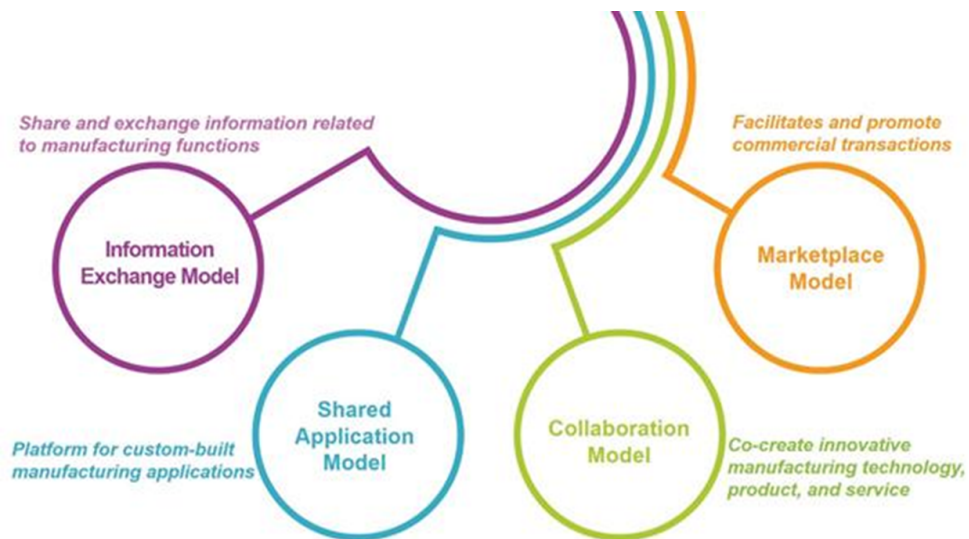 Share and exchange information related
to manufacturing functions
Information
Exchange Model
Facilitates and promote
commercial transactions
Marketplace
Model
Platform for custom-built
manufacturing applications
Shared
Application
Model
Collaboration
Model
Co-create innovative
manufacturing technology,
product, and service